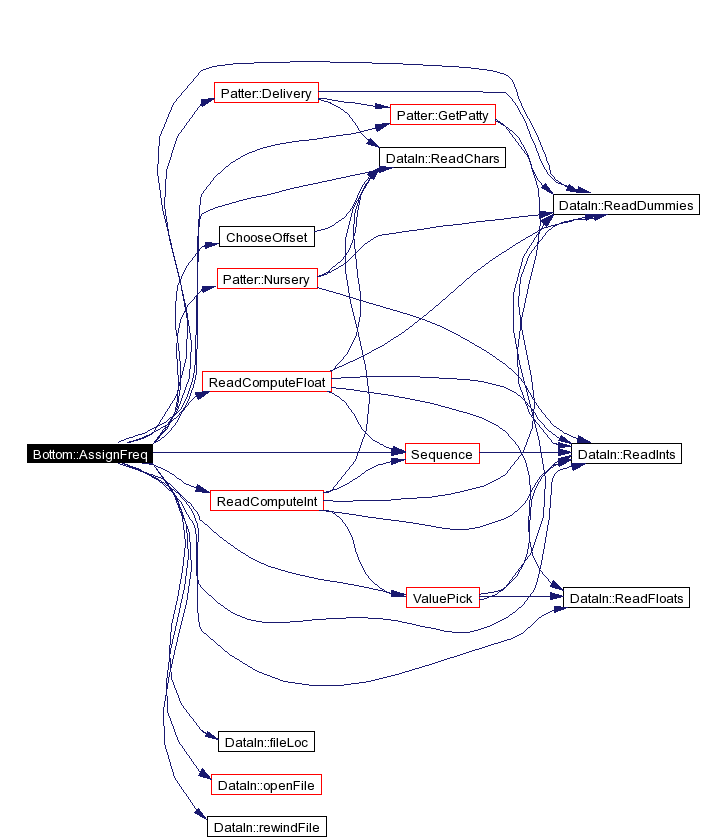 Patter::Delivery
Patter::GetPatty
DataIn::ReadChars
DataIn::ReadDummies
ChooseOffset
Patter::Nursery
ReadComputeFloat
Bottom::AssignFreq
Sequence
DataIn::ReadInts
ReadComputeInt
ValuePick
DataIn::ReadFloats
DataIn::fileLoc
DataIn::openFile
DataIn::rewindFile